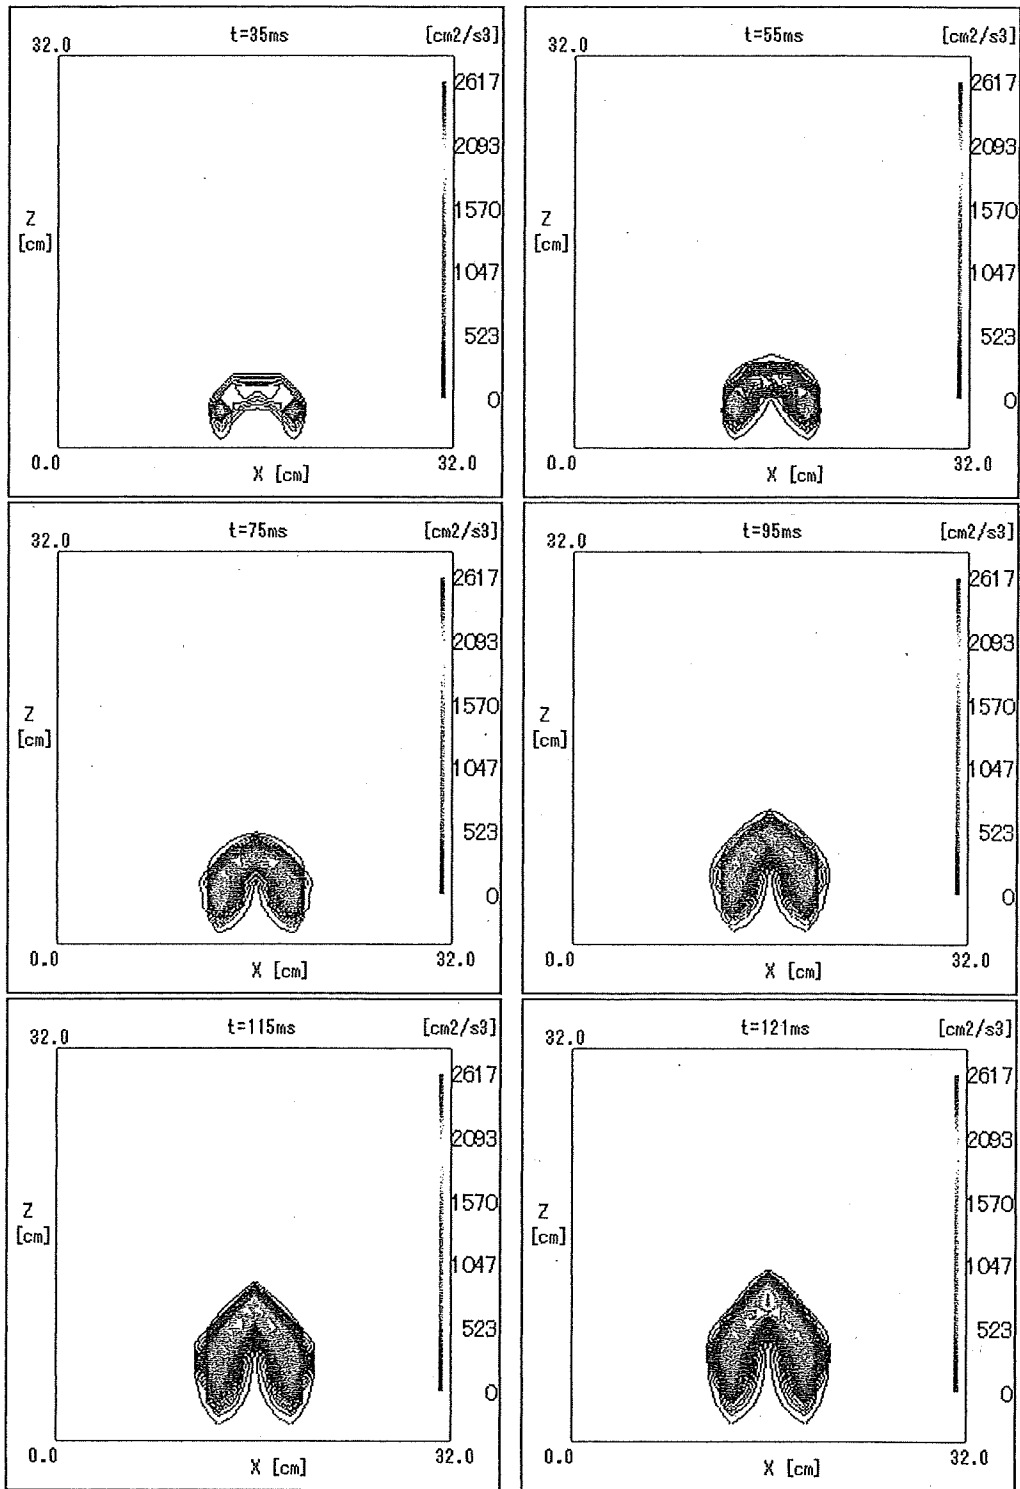 32.0 t=35ms [cm2/s3]
2617
2093
1570
Z
[cm]
1047
523
0
0.0 X [cm] 32.0
32.0 t=55ms [cm2/s3]
2617
2093
1570
Z
[cm]
1047
523
0
0.0 X [cm] 32.0
32.0 t=75ms [cm2/s3]
2617
2093
1570
Z
[cm]
1047
523
0
0.0 X [cm] 32.0
32.0 t=95ms [cm2/s3]
2617
2093
1570
Z
[cm]
1047
523
0
0.0 X [cm] 32.0
32.0 t=115ms [cm2/s3]
2617
2093
1570
Z
[cm]
1047
523
0
0.0 X [cm] 32.0
32.0 t=121ms [cm2/s3]
2617
2093
1570
Z
[cm]
1047
523
0
0.0 X [cm] 32.0